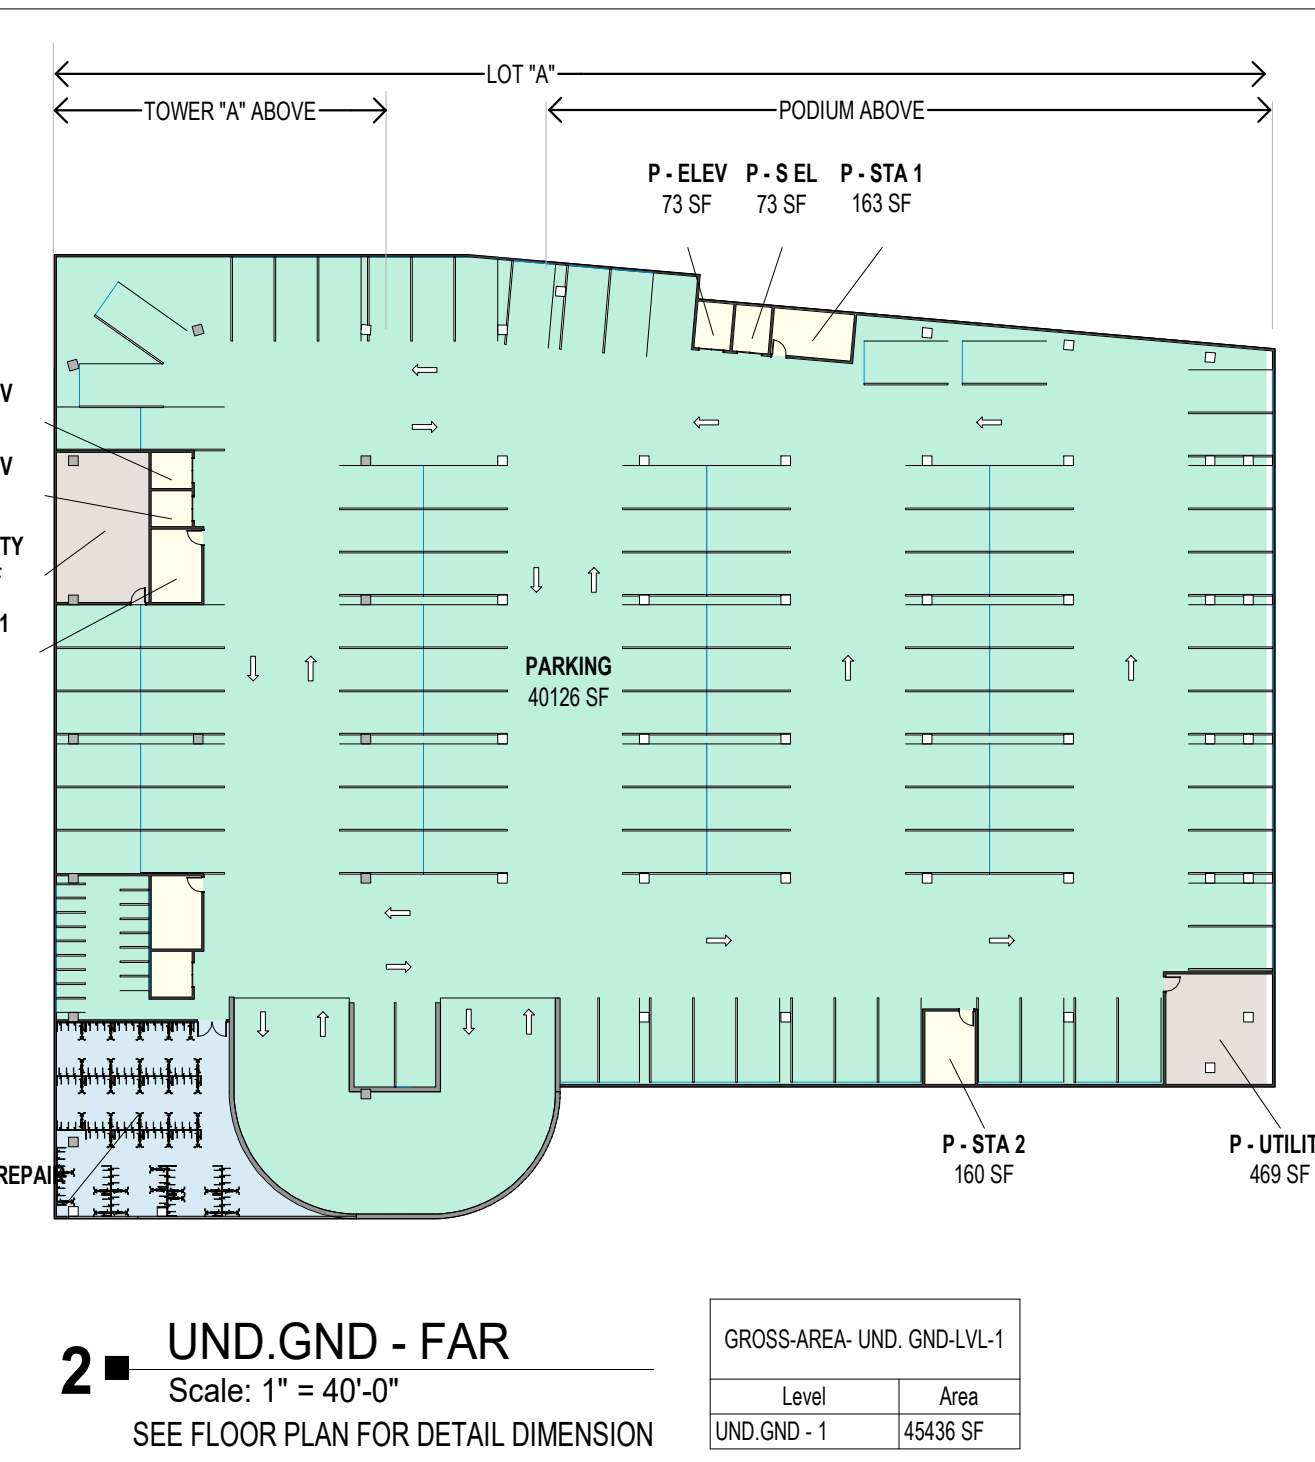 LOT "A"
TOWER "A" ABOVE
PODIUM ABOVE
P - ELEV
73 SF
P - S EL
73 SF
P - STA 1
163 SF
V
V
TY
1
PARKING
40126 SF
REPAIR
P - STA 2
160 SF
P - UTILIT
469 SF
2
UND.GND - FAR
Scale: 1" = 40'-0"
SEE FLOOR PLAN FOR DETAIL DIMENSION
GROSS-AREA- UND. GND-LVL-1
Level Area
UND.GND - 1 45436 SF